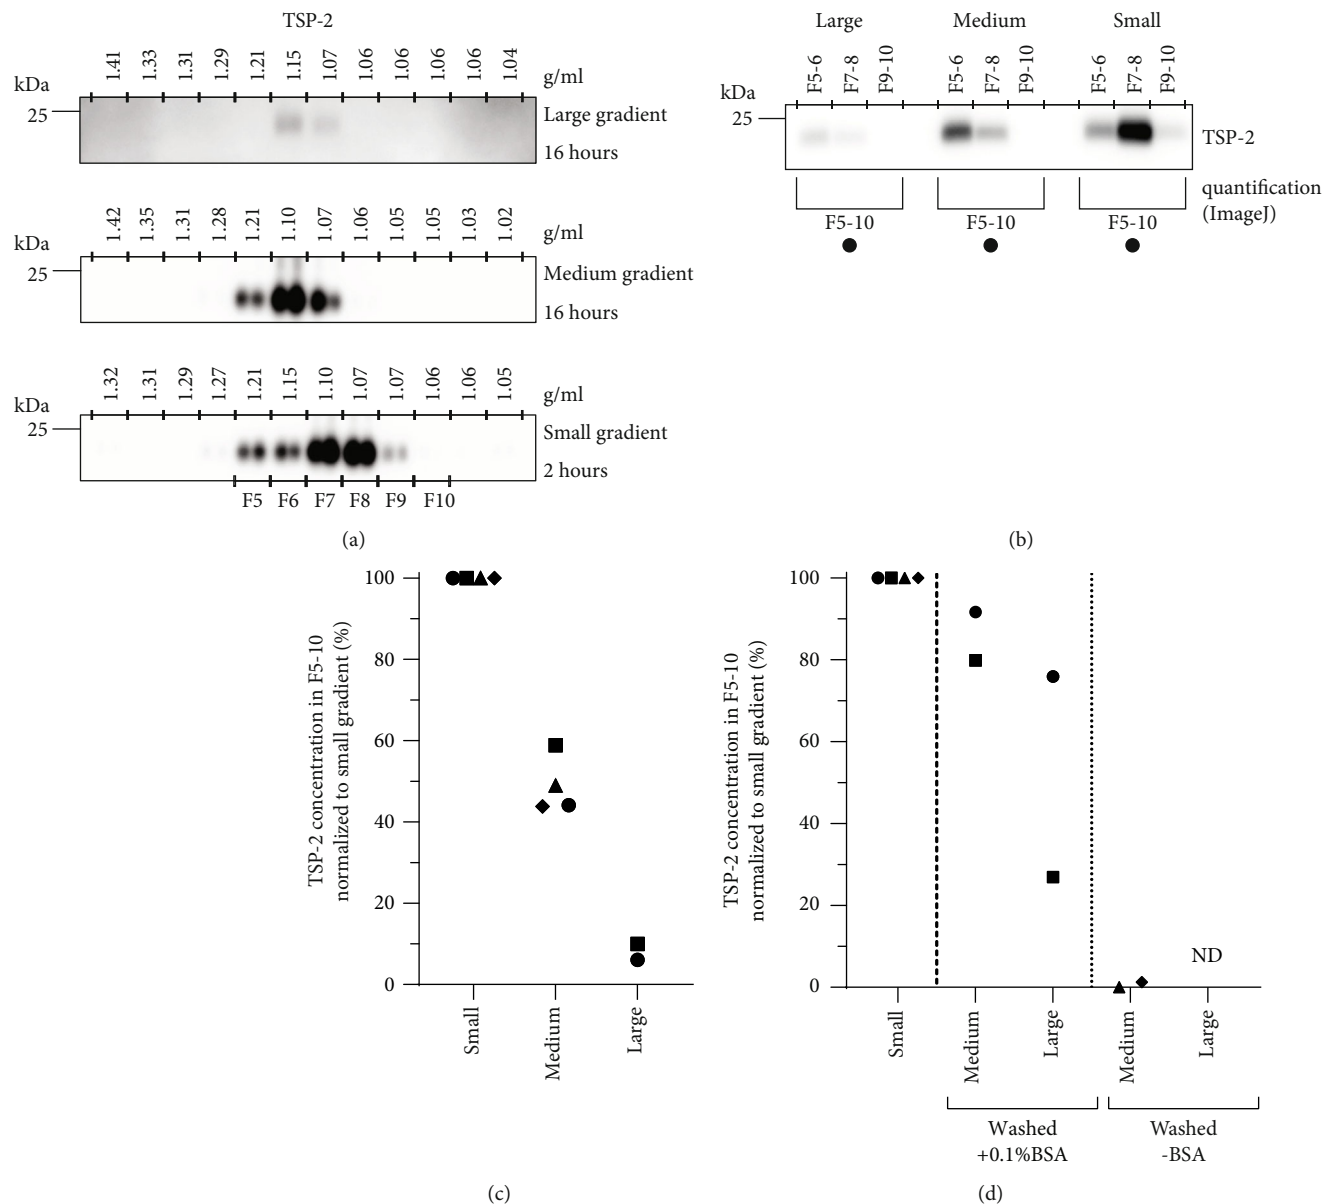 TSP-2
kDa
1.41 1.33 1.31 1.29 1.21 1.15 1.07 1.06 1.06 1.06 1.06 1.04 g/ml
25
Large gradient
16 hours
kDa
1.42 1.35 1.31 1.28 1.21 1.10 1.07 1.06 1.05 1.05 1.03 1.02 g/ml
25
Medium gradient
16 hours
kDa
1.32 1.31 1.29 1.27 1.21 1.15 1.10 1.07 1.07 1.06 1.06 1.05 g/ml
25
Small gradient
2 hours
F5 F6 F7 F8 F9 F10
(a)
Large Medium Small
kDa
F5-6 F7-8 F9-10 F5-6 F7-8 F9-10 F5-6 F7-8 F9-10
25
TSP-2
quantification
(ImageJ)
F5-10 F5-10 F5-10
(b)
TSP-2 concentration in F5-10
normalized to small gradient (%)
100
80
60
40
20
0
Small Medium Large
(c)
TSP-2 concentration in F5-10
normalized to small gradient (%)
100
80
60
40
20
0
ND
Small Medium Large Medium Large
Washed
+0.1%BSA
Washed
-BSA
(d)